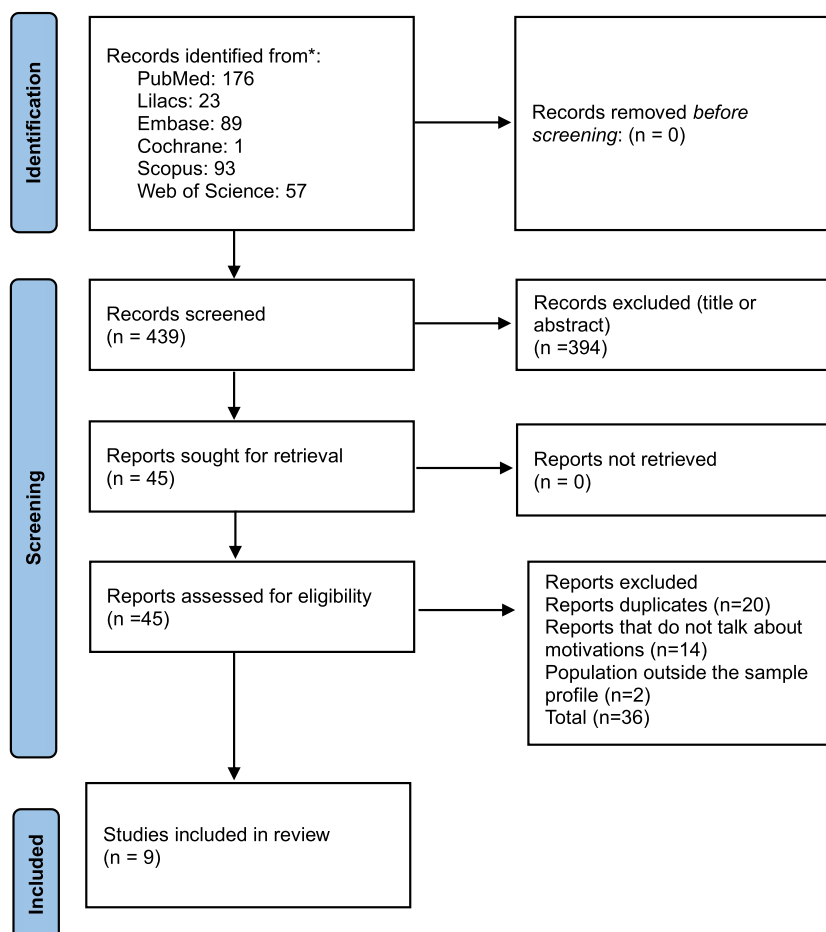 Identification
Records identified from*:
PubMed: 176
Lilacs: 23
Embase: 89
Cochrane: 1
Scopus: 93
Web of Science: 57
Records removed before
screening: (n = 0)
Screening
Records screened
(n = 439)
Records excluded (title or
abstract)
(n =394)
Reports sought for retrieval
(n = 45)
Reports not retrieved
(n = 0)
Reports assessed for eligibility
(n =45)
Reports excluded
Reports duplicates (n=20)
Reports that do not talk about
motivations (n=14)
Population outside the sample
profile (n=2)
Total (n=36)
Included
Studies included in review
(n = 9)